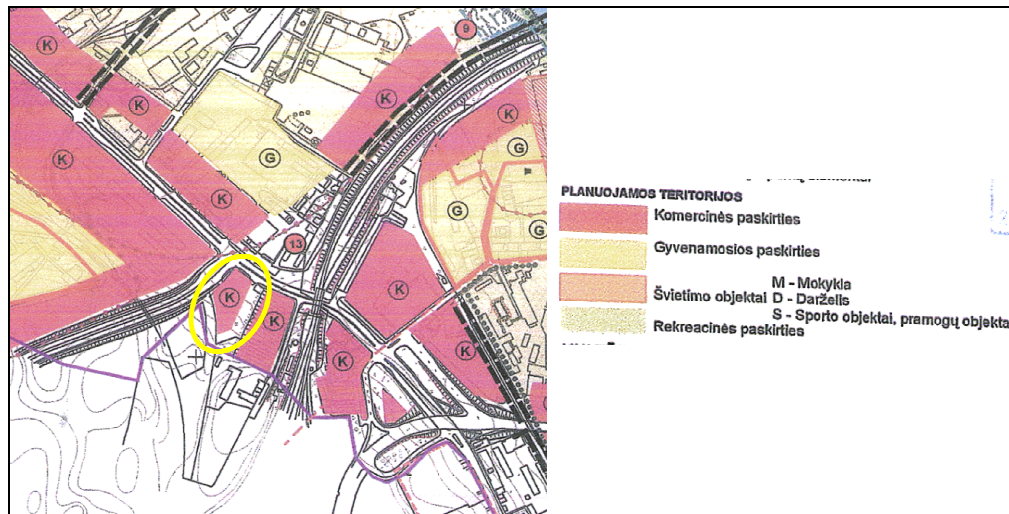 9
K
K
K
K
K
G
G
G
K
K
13
K
K
K
K
K
PLANUOJAMOS TERITORIJOS
Komercinės paskirties
Gyvenamosios paskirties
M - Mokykla
Švietimo objektai D - Darželis
S - Sporto objektai, pramogų objekta
Rekreacinės paskirties